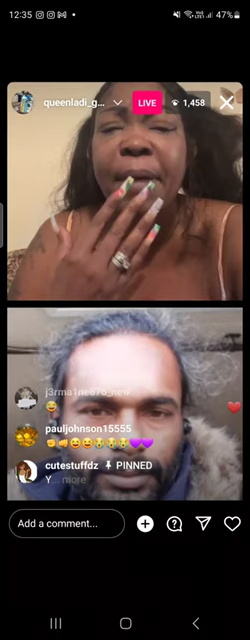 12:35 47%
queenladi_g... LIVE 1,458
pauljohnson15555
cutestuffdz PINNED
Y... more
Add a comment...